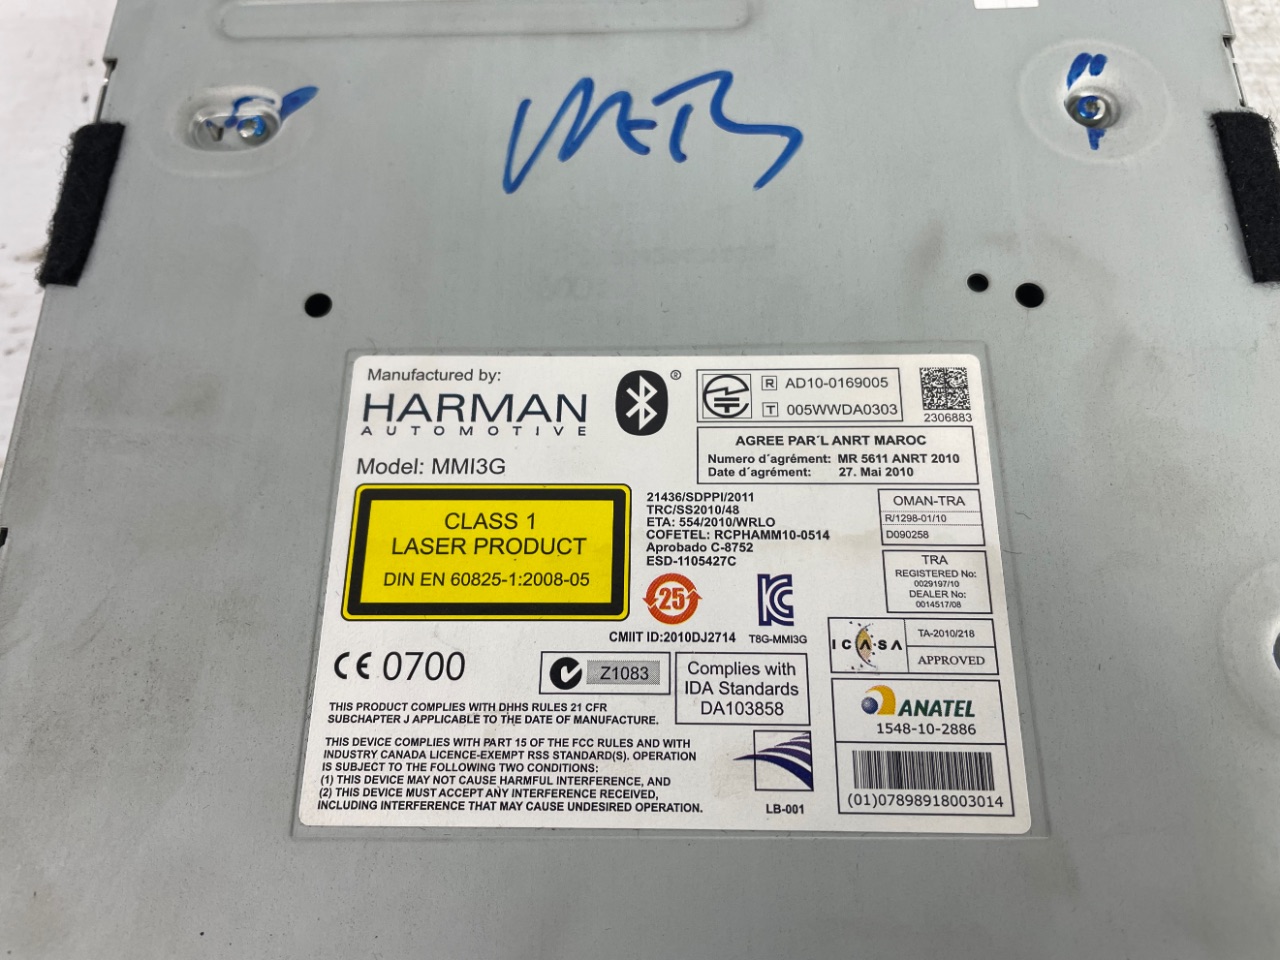 Manufactured by:
HARMAN
AUTOMOTIVE
®
R AD10-0169005
T 005WWDA0303
2306883
Model: MMI3G
AGREE PAR´L ANRT MAROC
Numero d´agrément: MR 5611 ANRT 2010
Date d´agrément: 27. Mai 2010
CLASS 1
LASER PRODUCT
DIN EN 60825-1:2008-05
21436/SDPPI/2011
TRC/SS2010/48
ETA: 554/2010/WRLO
COFETEL: RCPHAMM10-0514
Aprobado C-8752
ESD-1105427C
OMAN-TRA
R/1298-01/10
D090258
TRA
REGISTERED No:
0029197/10
DEALER No:
0014517/08
25
CMIIT ID:2010DJ2714
T8G-MMI3G
ICASA
TA-2010/218
APPROVED
CE 0700
Z1083
Complies with
IDA Standards
DA103858
ANATEL
1548-10-2886
(01)07898918003014
THIS PRODUCT COMPLIES WITH DHHS RULES 21 CFR
SUBCHAPTER J APPLICABLE TO THE DATE OF MANUFACTURE.
THIS DEVICE COMPLIES WITH PART 15 OF THE FCC RULES AND WITH
INDUSTRY CANADA LICENCE-EXEMPT RSS STANDARD(S). OPERATION
IS SUBJECT TO THE FOLLOWING TWO CONDITIONS:
(1) THIS DEVICE MAY NOT CAUSE HARMFUL INTERFERENCE, AND
(2) THIS DEVICE MUST ACCEPT ANY INTERFERENCE RECEIVED,
INCLUDING INTERFERENCE THAT MAY CAUSE UNDESIRED OPERATION.
LB-001